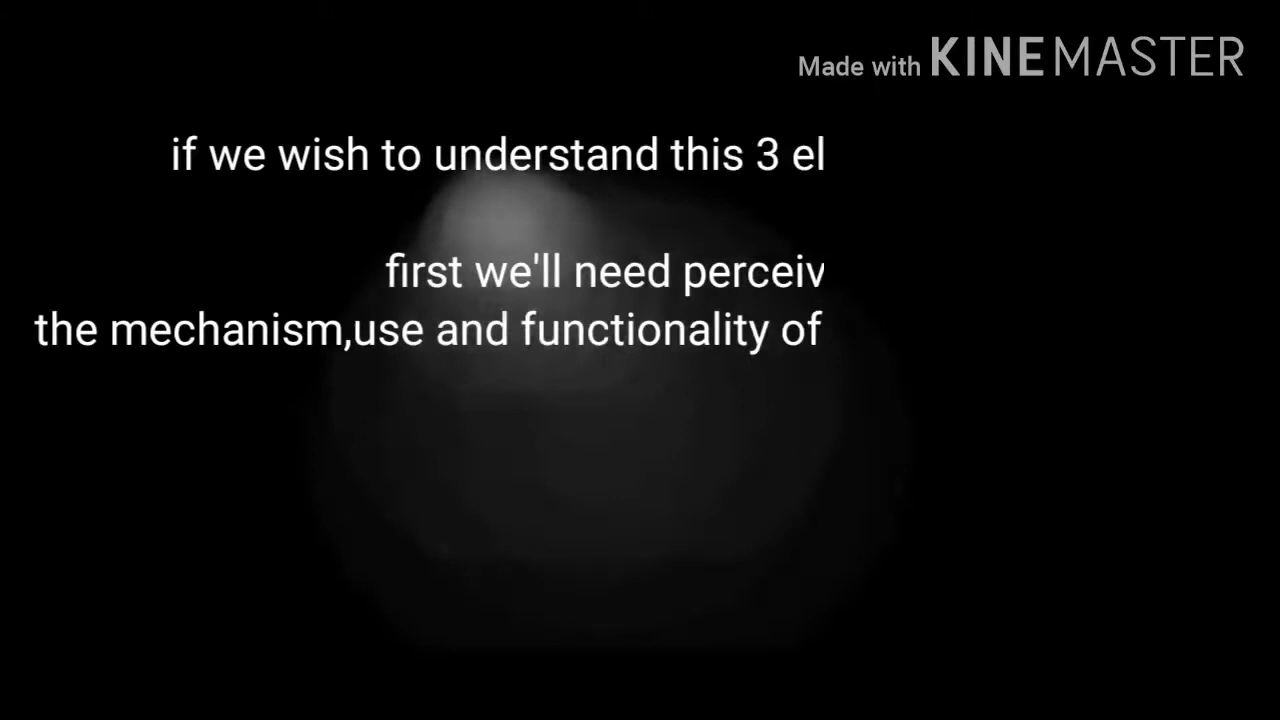 Made with KINEMASTER
if we wish to understand this 3 el
first we'll need perceiv
the mechanism,use and functionality of